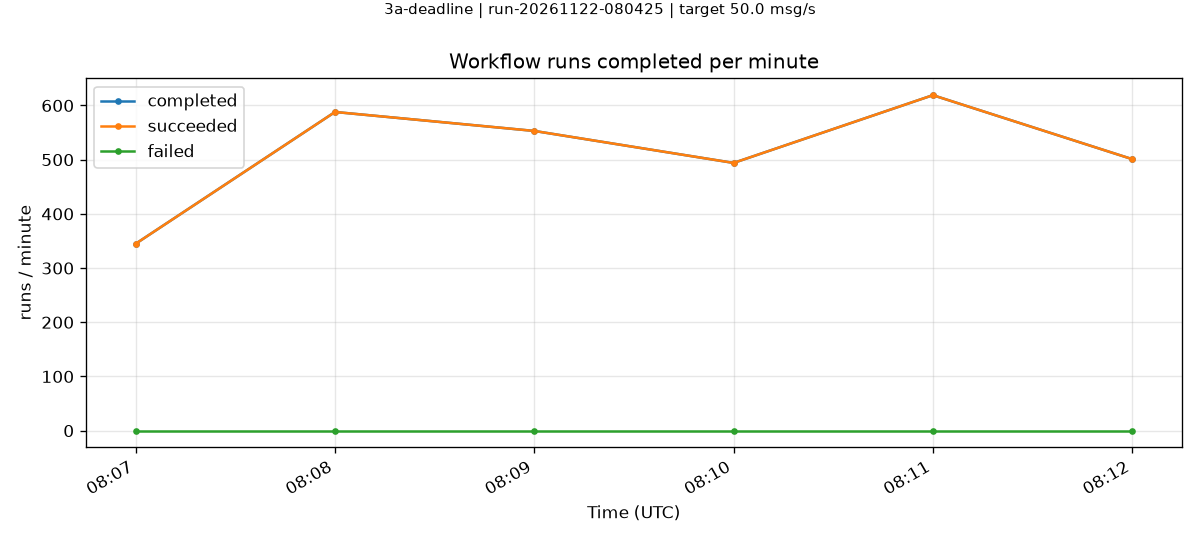 3a-deadline | run-20261122-080425 | target 50.0 msg/s
Workflow runs completed per minute
completed
succeeded
failed
runs / minute
600
500
400
300
200
100
0
08:07
08:08
08:09
08:10
08:11
08:12
Time (UTC)